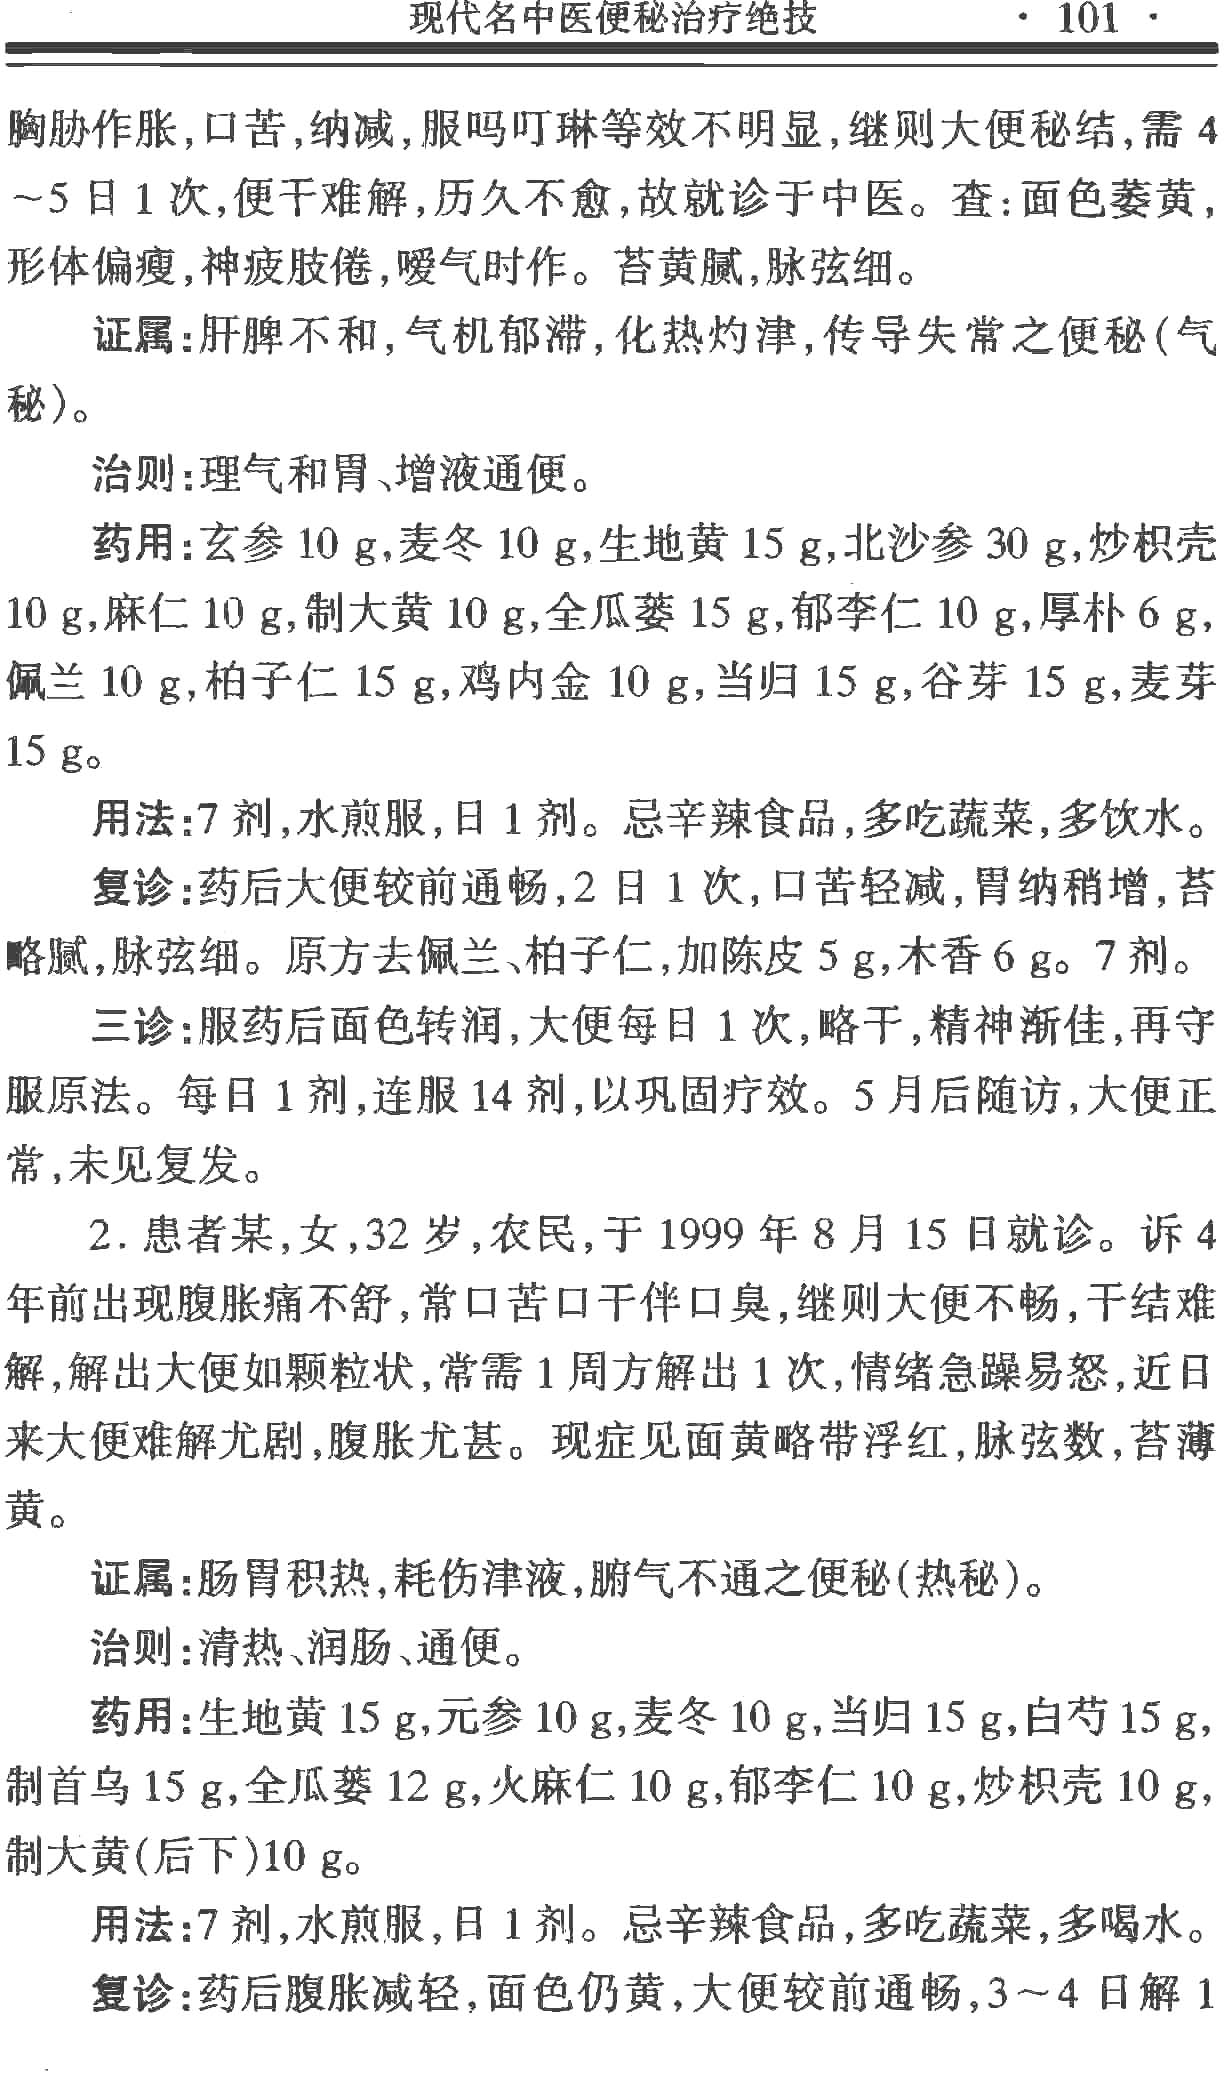 现代名中医便秘治疗绝技 · 101 ·
胸胁作胀,口苦,纳减,服吗叮琳等效不明显,继则大便秘结,需 4
～5 日 1 次,便干难解,历久不愈,故就诊于中医。查:面色萎黄,
形体偏瘦,神疲肢倦,嗳气时作。苔黄腻,脉弦细。
证属:肝脾不和,气机郁滞,化热灼津,传导失常之便秘(气
秘)。
治则:理气和胃、增液通便。
药用:玄参 10 g,麦冬 10 g,生地黄 15 g,北沙参 30 g,炒枳壳
10 g,麻仁 10 g,制大黄 10 g,全瓜蒌 15 g,郁李仁 10 g,厚朴 6 g,
佩兰 10 g,柏子仁 15 g,鸡内金 10 g,当归 15 g,谷芽 15 g,麦芽
15 g。
用法:7 剂,水煎服,日 1 剂。忌辛辣食品,多吃蔬菜,多饮水。
复诊:药后大便较前通畅,2 日 1 次,口苦轻减,胃纳稍增,苔
略腻,脉弦细。原方去佩兰、柏子仁,加陈皮 5 g,木香 6 g。7 剂。
三诊:服药后面色转润,大便每日 1 次,略干,精神渐佳,再守
服原法。每日 1 剂,连服 14 剂,以巩固疗效。5 月后随访,大便正
常,未见复发。
2. 患者某,女,32 岁,农民,于 1999 年 8 月 15 日就诊。诉 4
年前出现腹胀痛不舒,常口苦口干伴口臭,继则大便不畅,干结难
解,解出大便如颗粒状,常需 1 周方解出 1 次,情绪急躁易怒,近日
来大便难解尤剧,腹胀尤甚。现症见面黄略带浮红,脉弦数,苔薄
黄。
证属:肠胃积热,耗伤津液,腑气不通之便秘(热秘)。
治则:清热、润肠、通便。
药用:生地黄 15 g,元参 10 g,麦冬 10 g,当归 15 g,白芍 15 g,
制首乌 15 g,全瓜蒌 12 g,火麻仁 10 g,郁李仁 10 g,炒枳壳 10 g,
制大黄(后下)10 g。
用法:7 剂,水煎服,日 1 剂。忌辛辣食品,多吃蔬菜,多喝水。
复诊:药后腹胀减轻,面色仍黄,大便较前通畅,3～4 日解 1